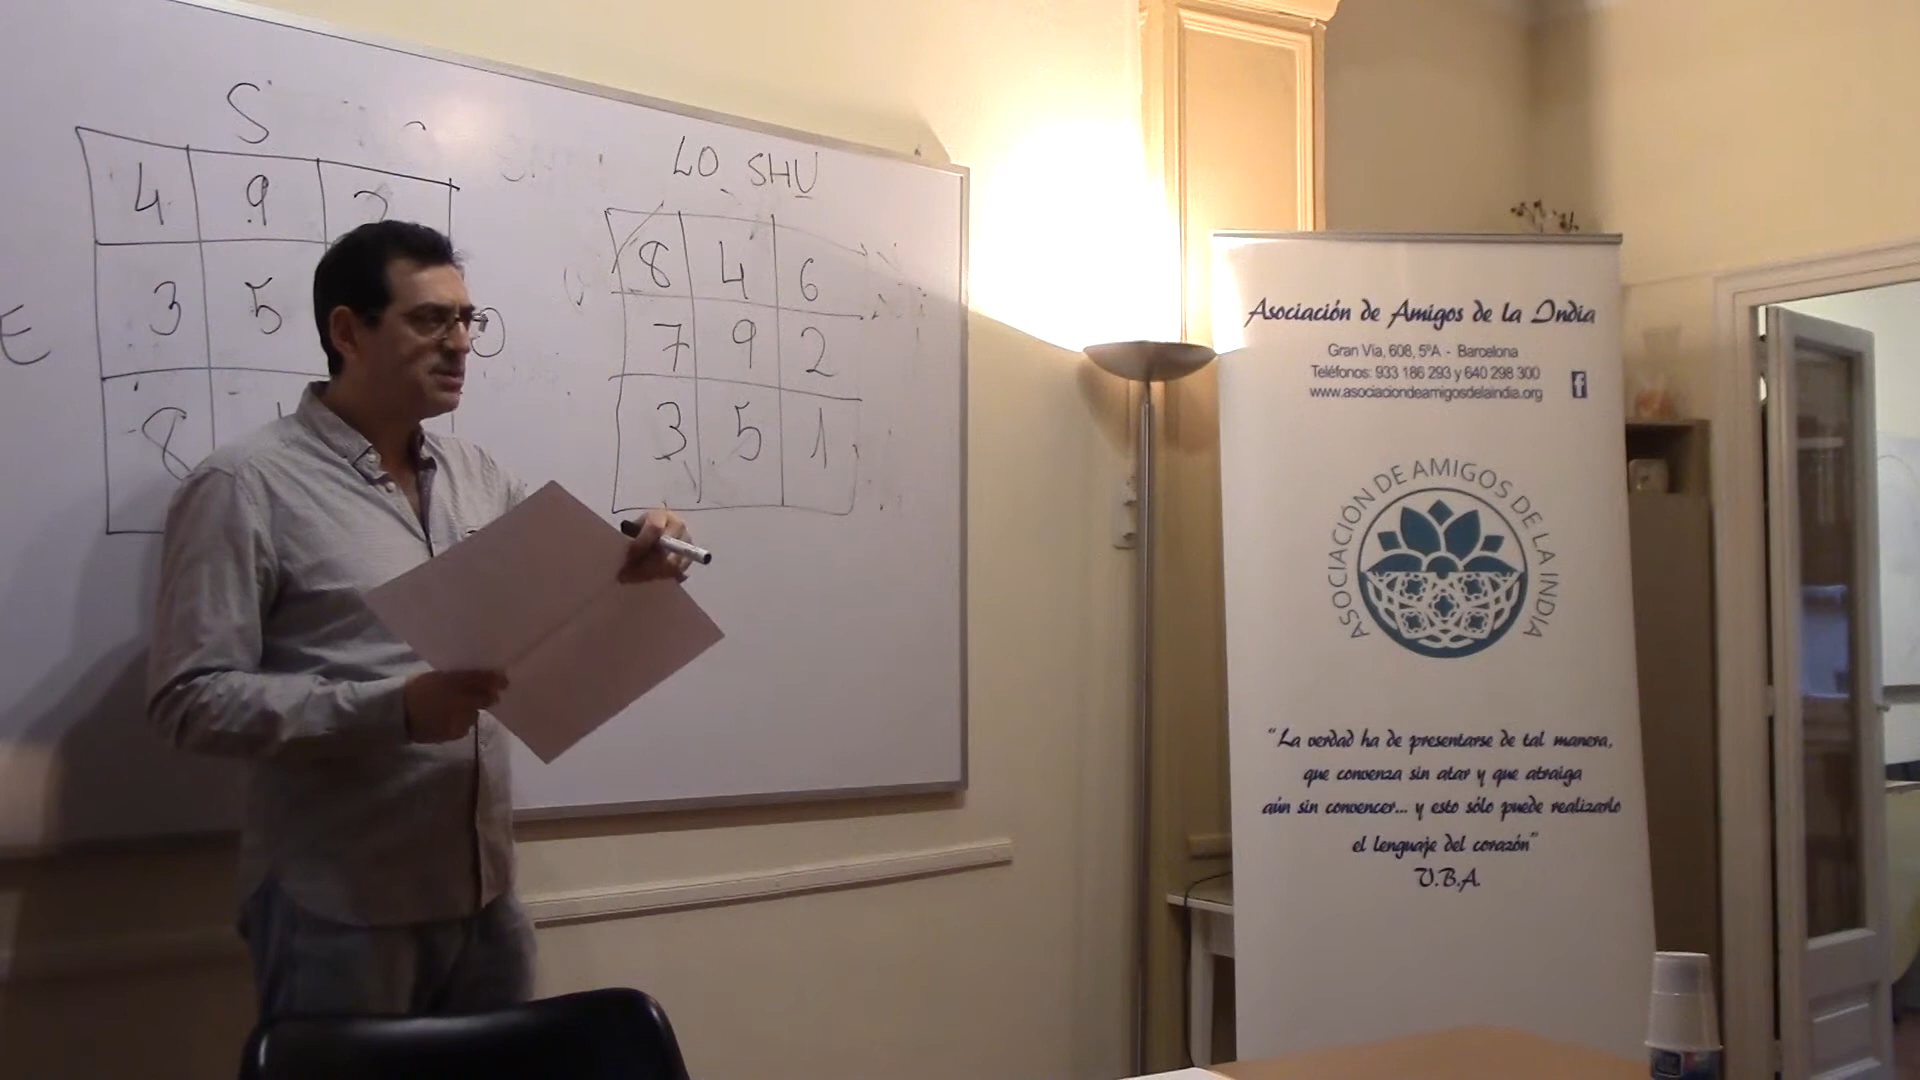 S
4 9 2
3 5
E
O
8
LO SHU
8 4 6
7 9 2
3 5 1
Asociación de Amigos de la India
Gran Vía, 608, 5ºA - Barcelona
Teléfonos: 933 186 293 y 640 298 300
www.asociaciondeamigosdelaindia.org
f
ASOCIACIÓN DE AMIGOS DE LA INDIA
"La verdad ha de presentarse de tal manera,
que convenza sin atar y que atraiga
aún sin convencer... y esto sólo puede realizarlo
el lenguaje del corazón"
V.B.A.